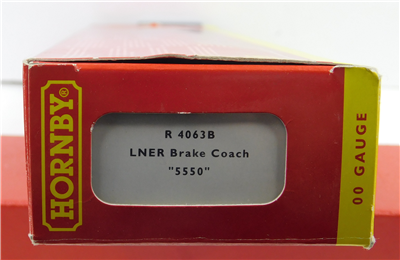 HORNBY®
R 4063B
LNER Brake Coach
"5550"
00 GAUGE